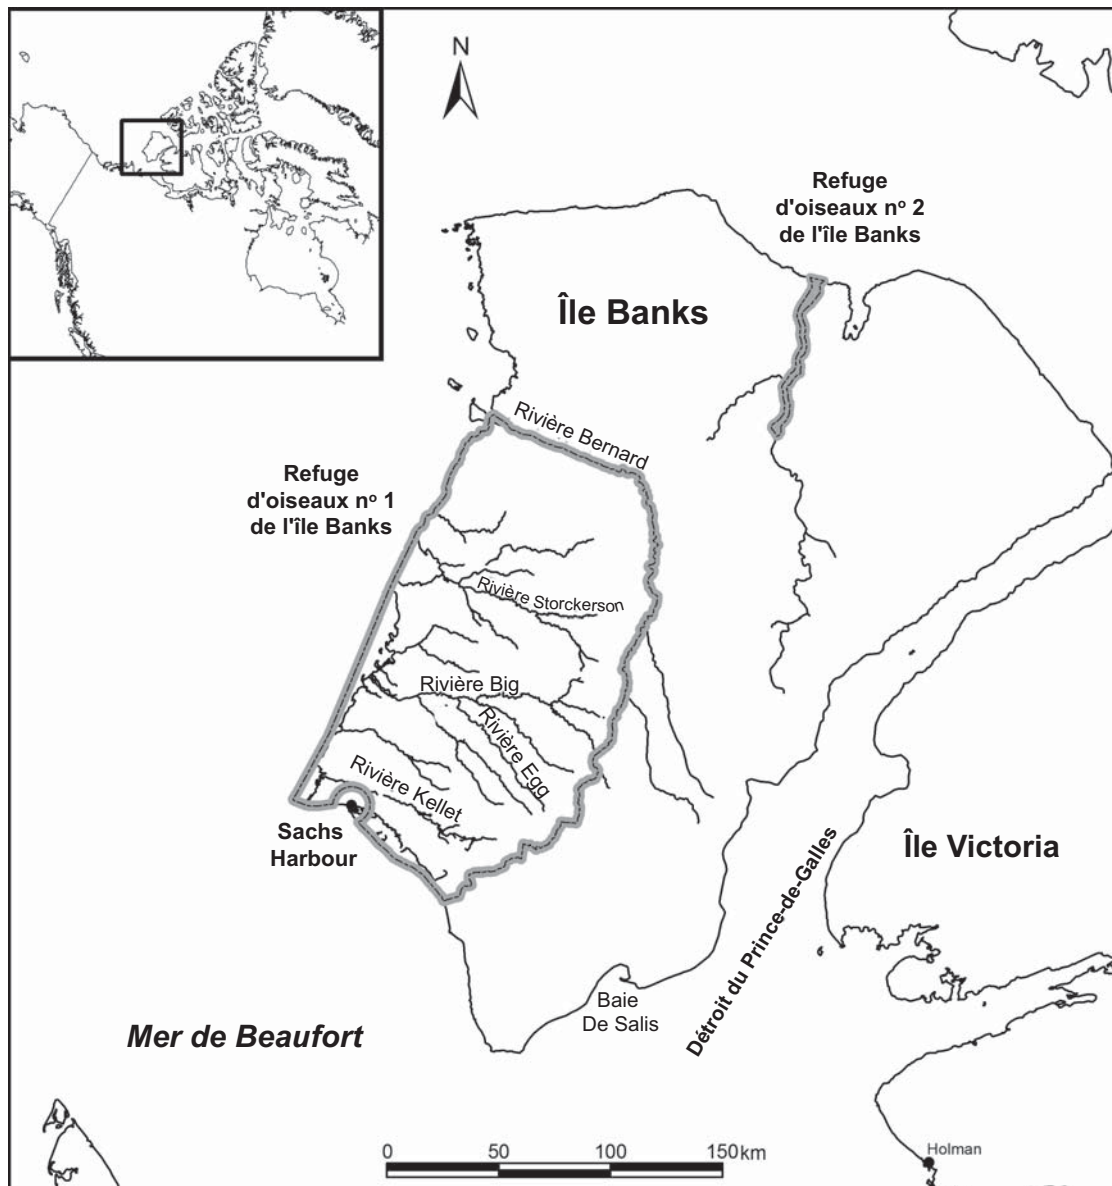 N
Refuge
d'oiseaux nº 2
de l'île Banks
Île Banks
Rivière Bernard
Refuge
d'oiseaux nº 1
de l'île Banks
Rivière Storckerson
Rivière Big
Rivière Egg
Rivière Kellet
Sachs
Harbour
Île Victoria
Détroit du Prince-de-Galles
Baie
De Salis
Mer de Beaufort
0 50 100 150 km
Holman